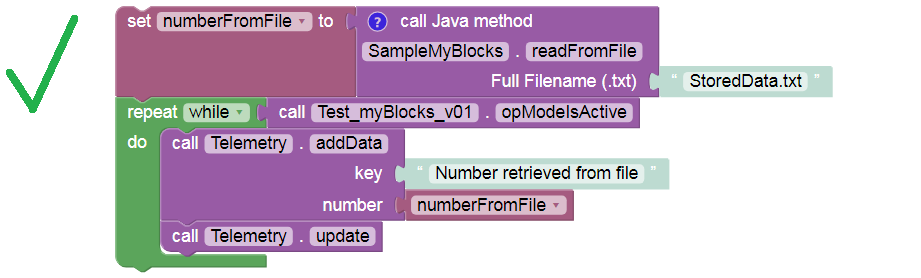 set numberFromFile to ? call Java method
SampleMyBlocks . readFromFile
Full Filename (.txt) “ StoredData.txt ”
repeat while call Test_myBlocks_v01 . opModeIsActive
do call Telemetry . addData
key “ Number retrieved from file ”
number numberFromFile
call Telemetry . update